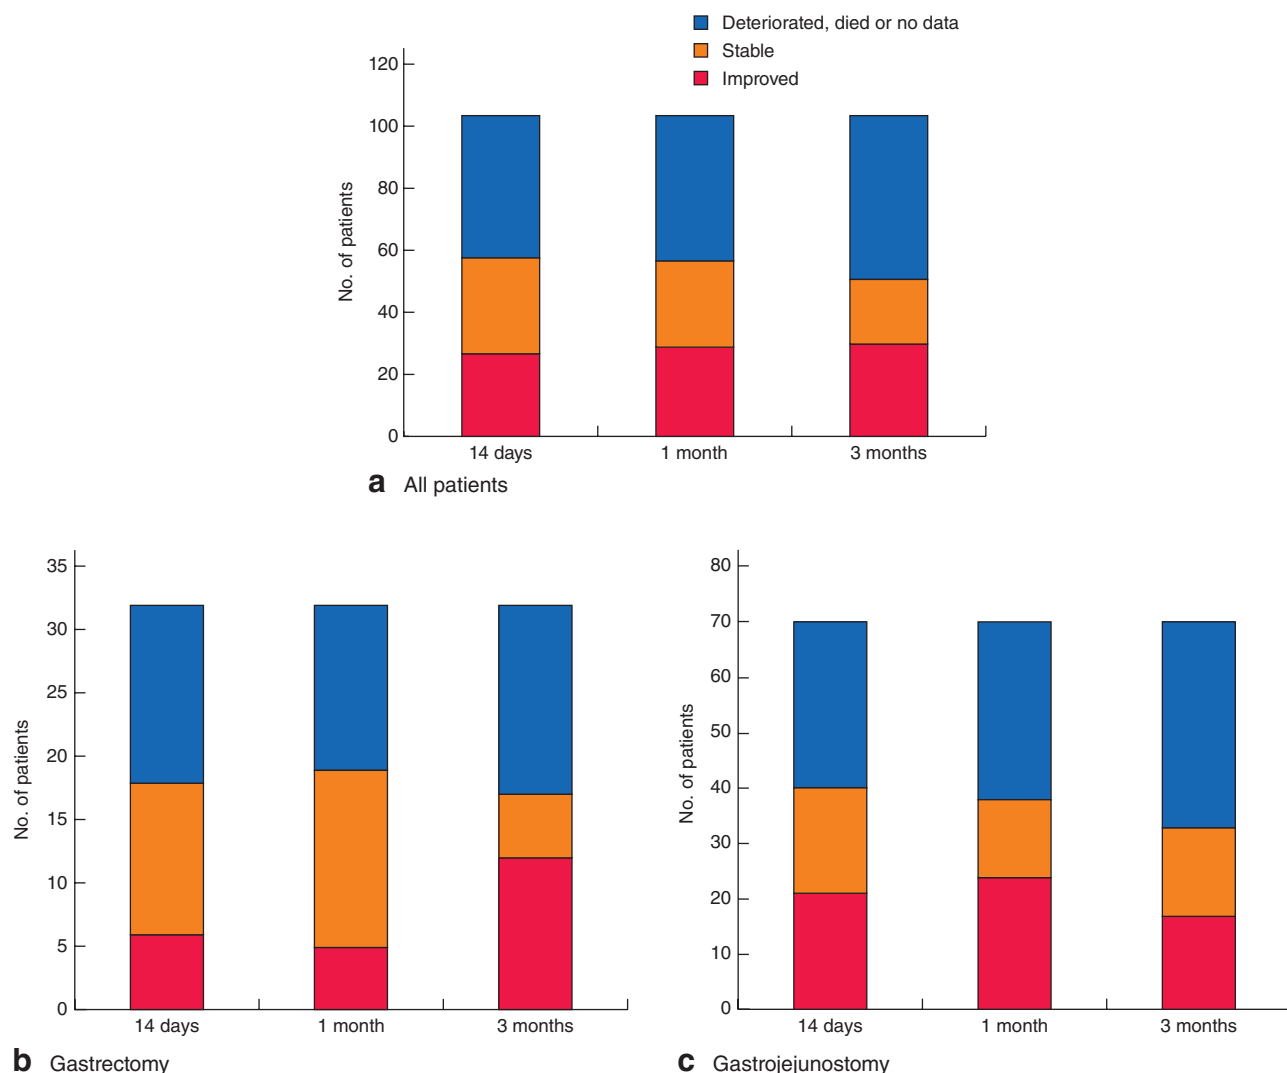 Deteriorated, died or no data
Stable
Improved
No. of patients
120
100
80
60
40
20
0
14 days 1 month 3 months
a All patients
No. of patients
35
30
25
20
15
10
5
0
14 days 1 month 3 months
b Gastrectomy
No. of patients
80
70
60
50
40
30
20
10
0
14 days 1 month 3 months
c Gastrojejunostomy